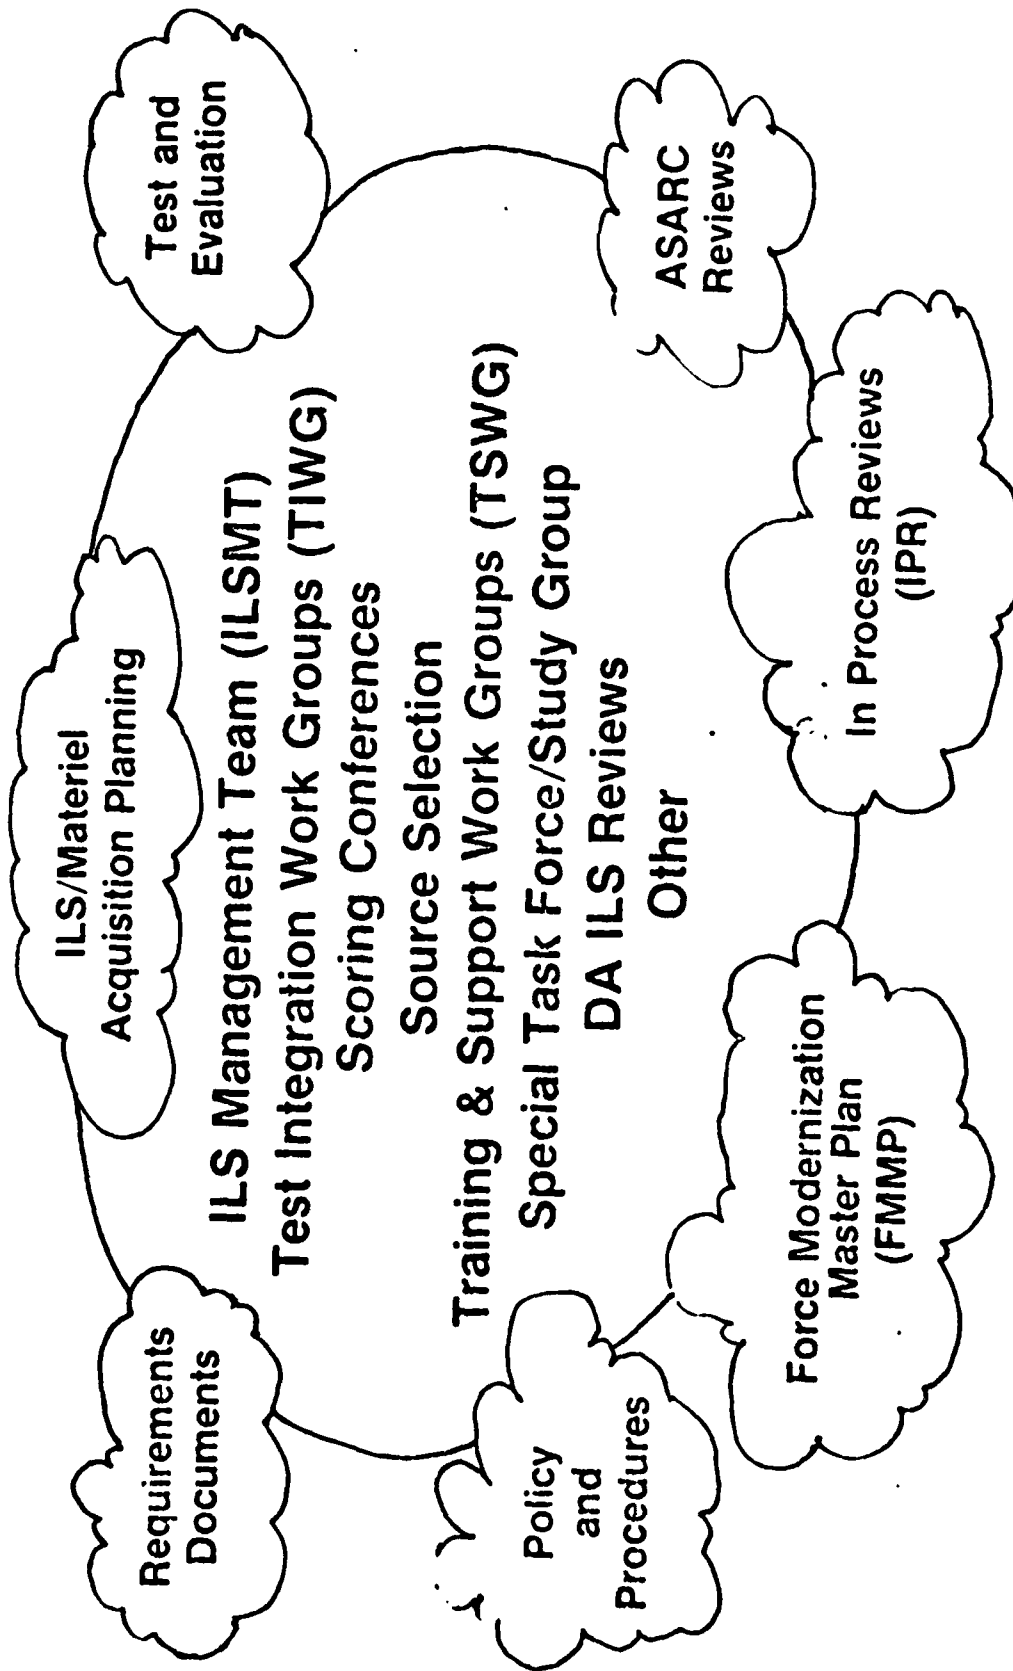 ILS/Materiel
Acquisition Planning
Requirements
Documents
Test and
Evaluation
ILS Management Team (ILSMT)
Test Integration Work Groups (TIWG)
Scoring Conferences
Source Selection
Training & Support Work Groups (TSWG)
Special Task Force/Study Group
DA ILS Reviews
Other
Policy
and
Procedures
ASARC
Reviews
Force Modernization
Master Plan
(FMMP)
In Process Reviews
(IPR)